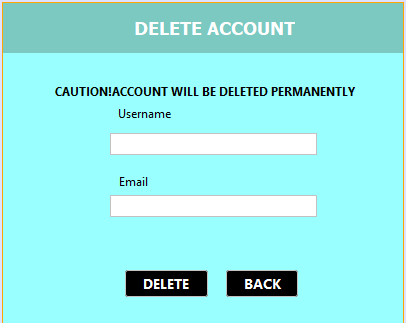 DELETE ACCOUNT
CAUTION!ACCOUNT WILL BE DELETED PERMANENTLY
Username
Email
DELETE BACK